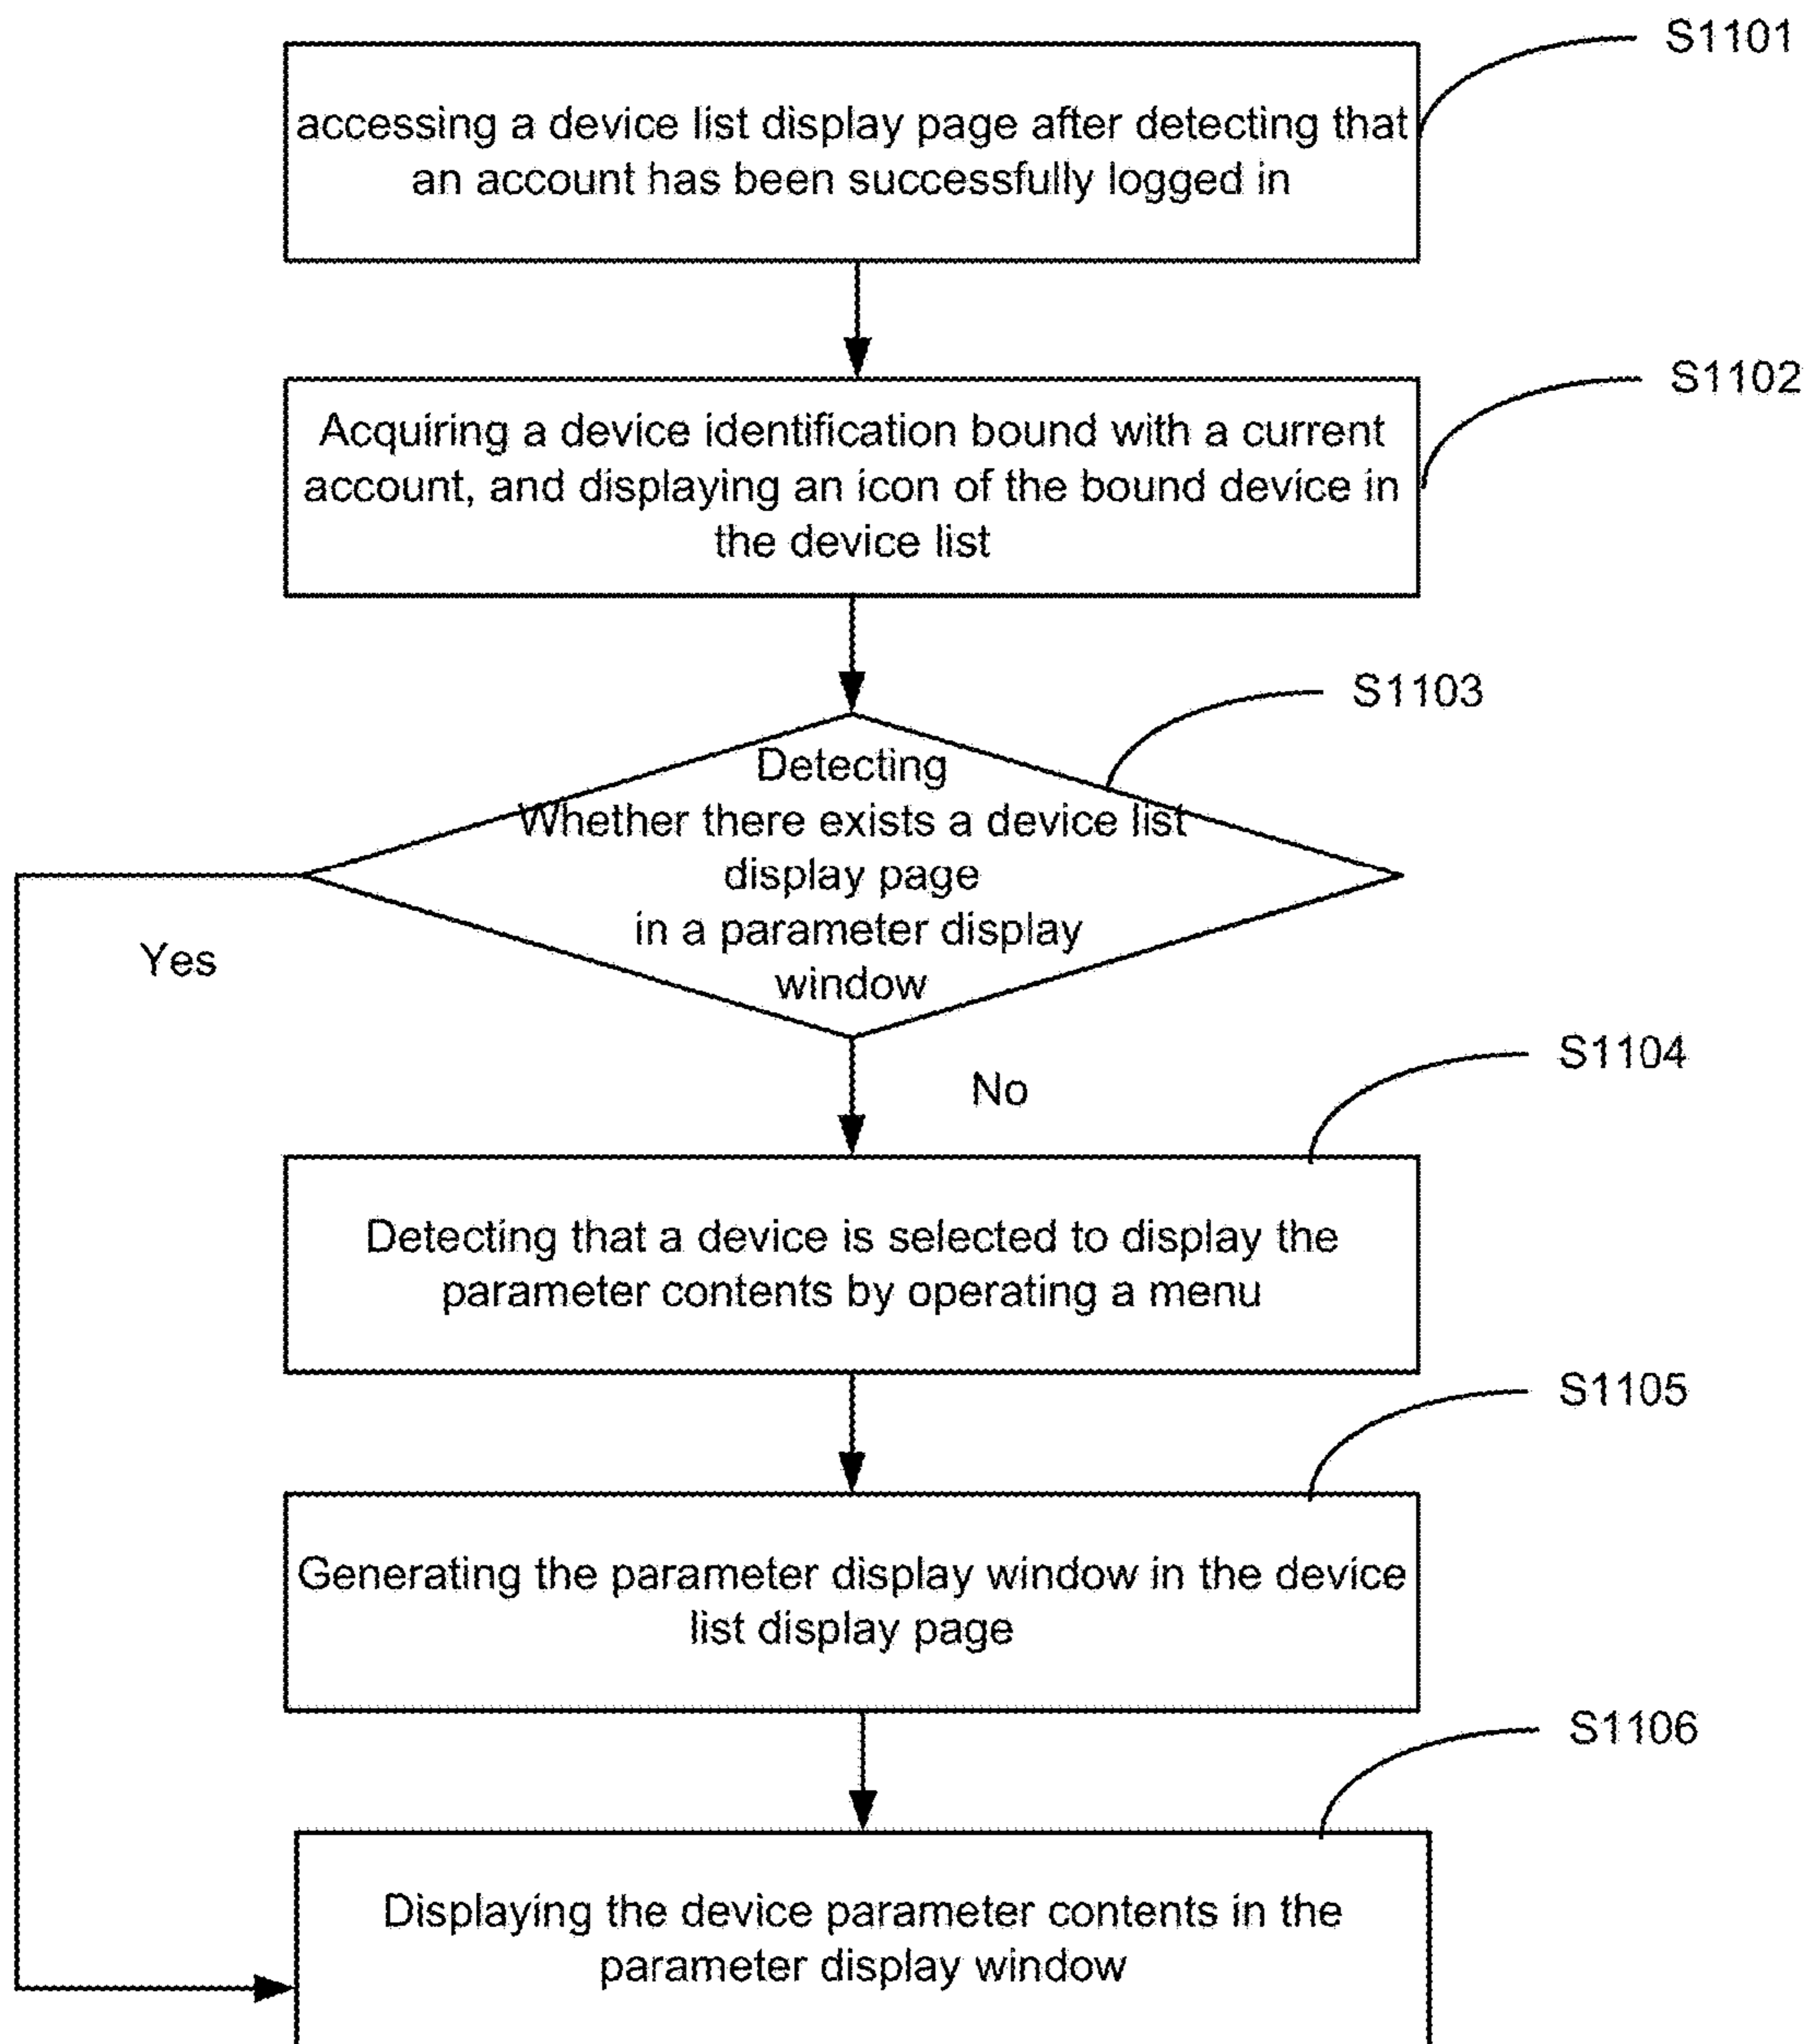 S1101
accessing a device list display page after detecting that
an account has been successfully logged in
S1102
Acquiring a device identification bound with a current
account, and displaying an icon of the bound device in
the device list
S1103
Detecting
Whether there exists a device list
display page
in a parameter display
window
Yes
No
S1104
Detecting that a device is selected to display the
parameter contents by operating a menu
S1105
Generating the parameter display window in the device
list display page
S1106
Displaying the device parameter contents in the
parameter display window